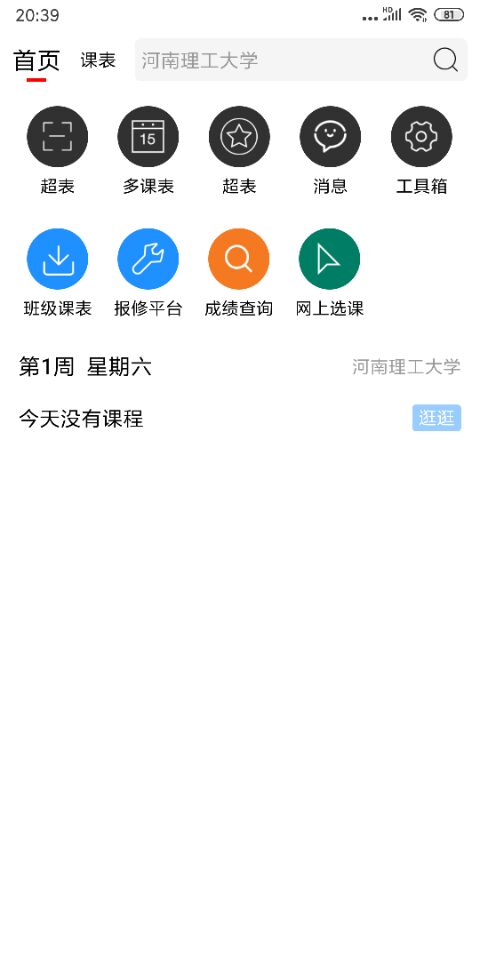 20:39 HD 81
首页 课表 河南理工大学
15
超表 多课表 超表 消息 工具箱
班级课表 报修平台 成绩查询 网上选课
第1周 星期六 河南理工大学
今天没有课程 逛逛